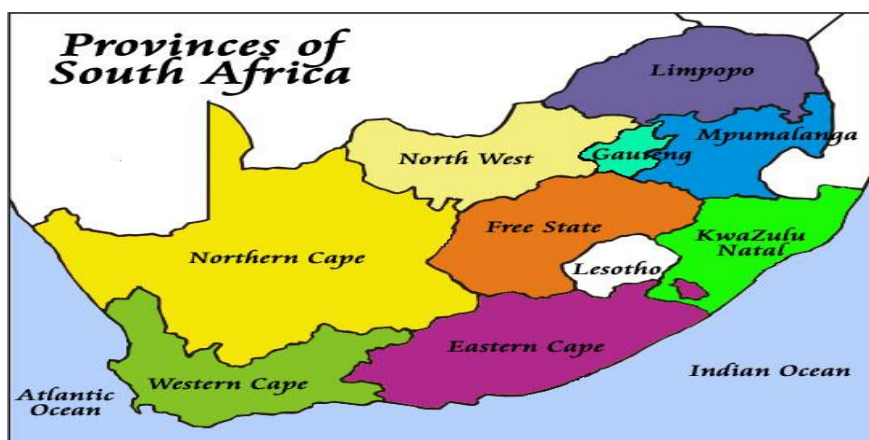 Provinces of
South Africa
Limpopo
Mpumalanga
North West
Gauteng
Free State
KwaZulu
Natal
Northern Cape
Lesotho
Eastern Cape
Western Cape
Indian Ocean
Atlantic
Ocean